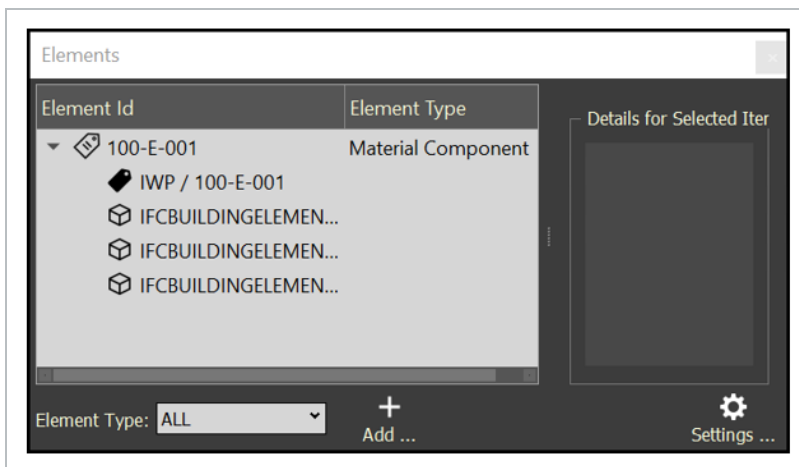 Elements
Element Id Element Type
100-E-001 Material Component
IWP / 100-E-001
IFCBUILDINGELEMEN...
IFCBUILDINGELEMEN...
IFCBUILDINGELEMEN...
Details for Selected Iter
Element Type: ALL
Add ...
Settings ...